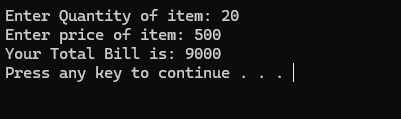 Enter Quantity of item: 20
Enter price of item: 500
Your Total Bill is: 9000
Press any key to continue . . .